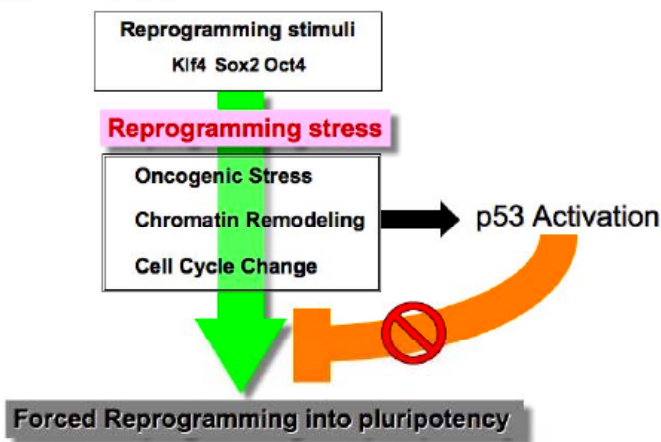 Reprogramming stimuli
Klf4 Sox2 Oct4
Reprogramming stress
Oncogenic Stress
Chromatin Remodeling
p53 Activation
Cell Cycle Change
Forced Reprogramming into pluripotency